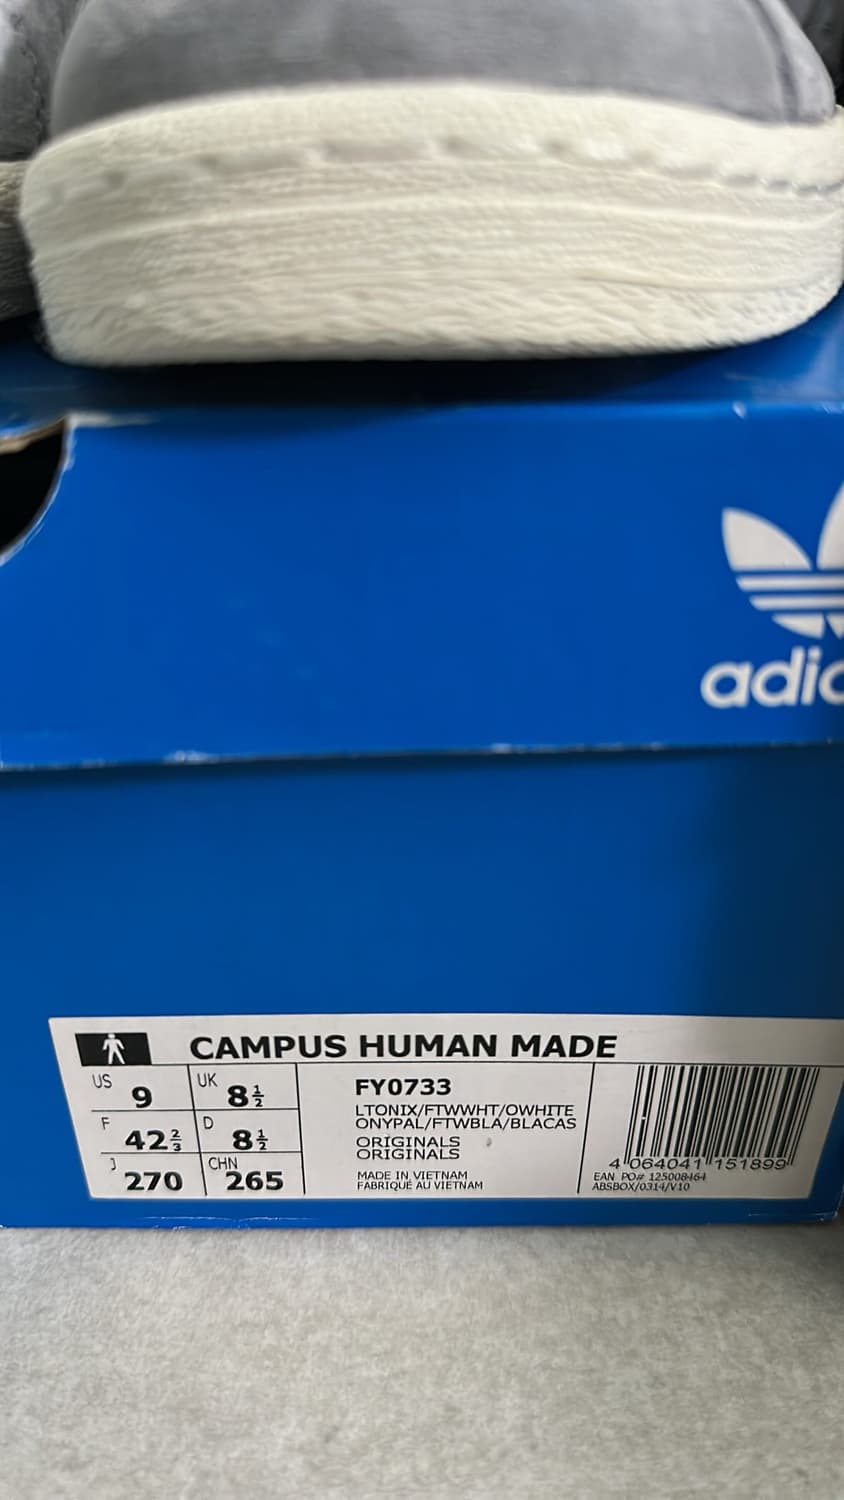 adid
CAMPUS HUMAN MADE
US 9 UK 8½
F 42⅔ D 8½
J 270 CHN 265
FY0733
LTONIX/FTWWHT/OWHITE
ONYPAL/FTWBLA/BLACAS
ORIGINALS
ORIGINALS
MADE IN VIETNAM
FABRIQUÉ AU VIETNAM
4 064041 151899
EAN PO# 125008464
ABSBOX/0314/V10